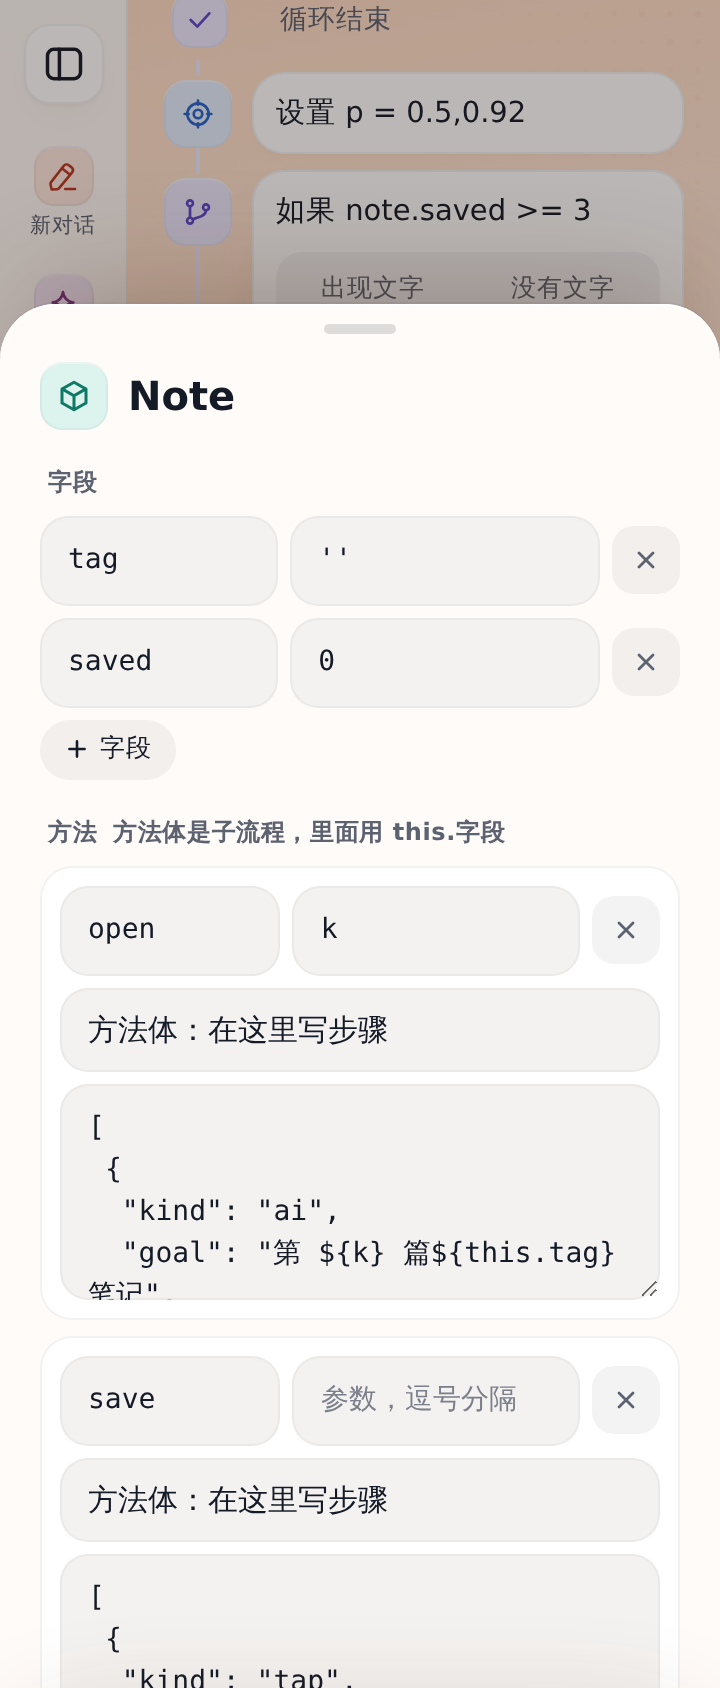 循环结束
设置 p = 0.5,0.92
新对话
如果 note.saved >= 3
出现文字 没有文字
Note
字段
tag ''
saved 0
+ 字段
方法 方法体是子流程，里面用 this.字段
open k
方法体：在这里写步骤
[
{
"kind": "ai",
"goal": "第 ${k} 篇${this.tag}
笔记",
save 参数，逗号分隔
方法体：在这里写步骤
[
{
"kind": "tap",